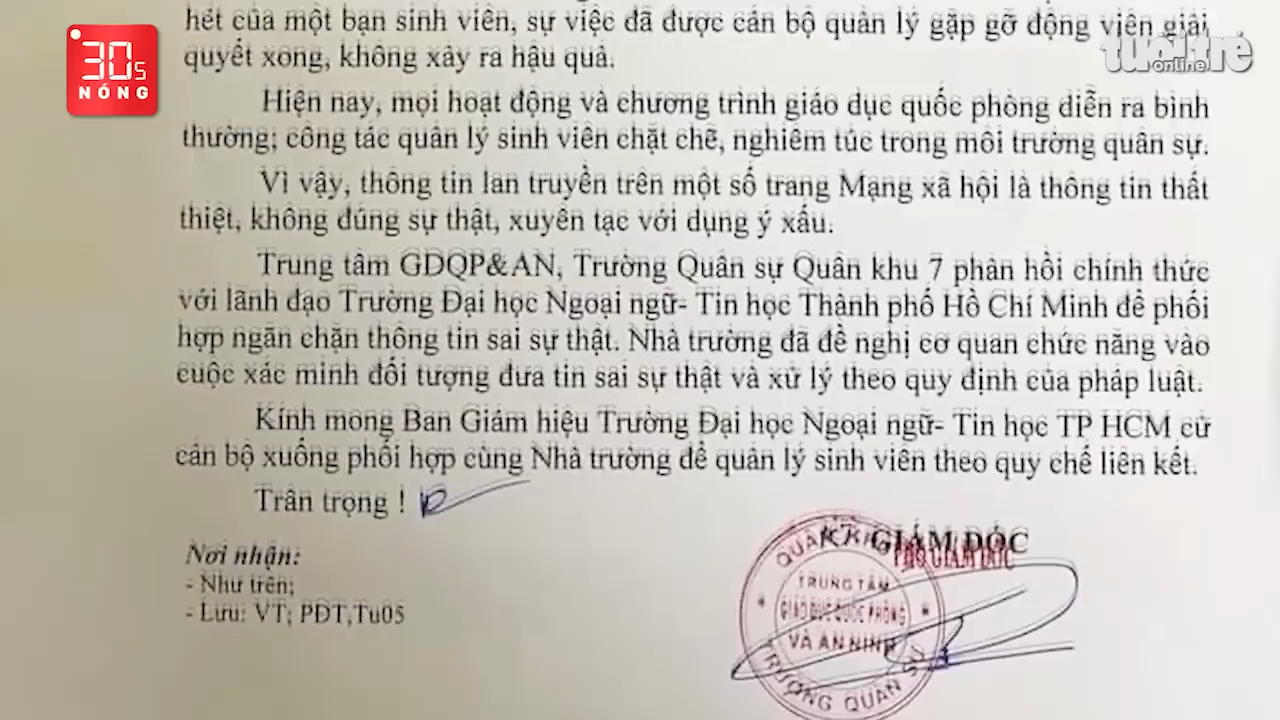 30s
NÓNG
tuổi trẻ
online
hét của một bạn sinh viên, sự việc đã được cán bộ quản lý gặp gỡ động viên giải
quyết xong, không xảy ra hậu quả.
Hiện nay, mọi hoạt động và chương trình giáo dục quốc phòng diễn ra bình
thường; công tác quản lý sinh viên chặt chẽ, nghiêm túc trong môi trường quân sự.
Vì vậy, thông tin lan truyền trên một số trang Mạng xã hội là thông tin thất
thiệt, không đúng sự thật, xuyên tạc với dụng ý xấu.
Trung tâm GDQP&AN, Trường Quân sự Quân khu 7 phản hồi chính thức
với lãnh đạo Trường Đại học Ngoại ngữ- Tin học Thành phố Hồ Chí Minh để phối
hợp ngăn chặn thông tin sai sự thật. Nhà trường đã đề nghị cơ quan chức năng vào
cuộc xác minh đối tượng đưa tin sai sự thật và xử lý theo quy định của pháp luật.
Kính mong Ban Giám hiệu Trường Đại học Ngoại ngữ- Tin học TP HCM cử
cán bộ xuống phối hợp cùng Nhà trường để quản lý sinh viên theo quy chế liên kết.
Trân trọng !
KT. GIÁM ĐỐC
PHÓ GIÁM ĐỐC
Nơi nhận:
- Như trên;
- Lưu: VT; PĐT,Tu05
QUÂN KHU
TRUNG TÂM
GIÁO DỤC QUỐC PHÒNG
VÀ AN NINH
TRƯỜNG QUÂN SỰ